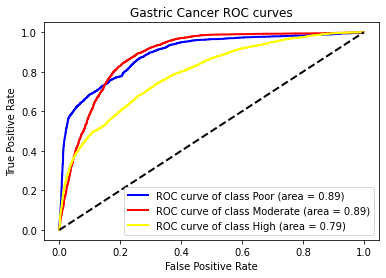 Gastric Cancer ROC curves
True Positive Rate
1.0
0.8
0.6
0.4
0.2
0.0
ROC curve of class Poor (area = 0.89)
ROC curve of class Moderate (area = 0.89)
ROC curve of class High (area = 0.79)
0.0 0.2 0.4 0.6 0.8 1.0
False Positive Rate